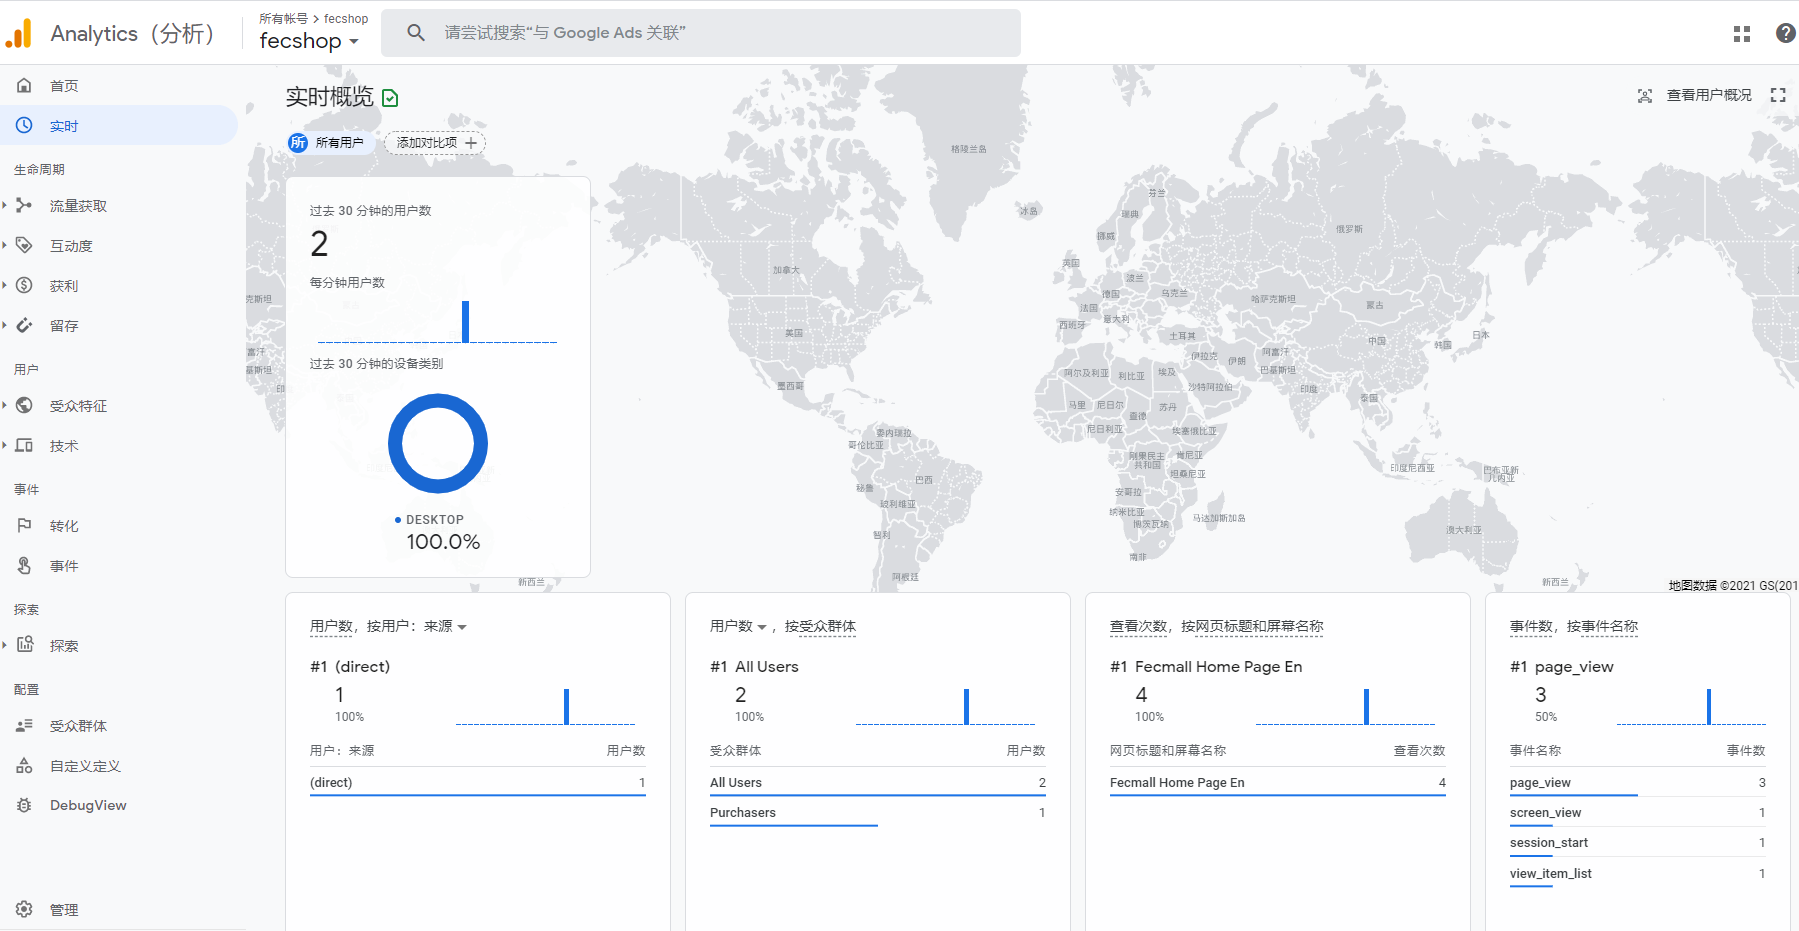 Analytics（分析）
所有帐号 > fecshop
fecshop
请尝试搜索“与 Google Ads 关联”
首页
实时
生命周期
流量获取
互动度
获利
留存
用户
受众特征
技术
事件
转化
事件
探索
探索
配置
受众群体
自定义定义
DebugView
管理
实时概览
查看用户概况
所 所有用户
添加对比项
过去 30 分钟的用户数
2
每分钟用户数
过去 30 分钟的设备类别
DESKTOP
100.0%
克斯坦
富汗
基斯坦
印
新西兰
格陵兰岛
冰岛
芬兰
瑞典
挪威
俄罗斯
英国
波兰
德国
乌克兰
法国
意大利
西班牙
哈萨克斯坦
蒙古
加拿大
美国
墨西哥
土耳其
伊拉克
伊朗
阿富汗
巴基斯坦
中国
韩国
日本
阿尔及利亚
利比亚
埃及
沙特阿拉伯
印度
泰国
马里
尼日尔
乍得
苏丹
尼日利亚
埃塞俄比亚
委内瑞拉
哥伦比亚
刚果民主
共和国
肯尼亚
坦桑尼亚
印度尼西亚
巴布亚新
几内亚
巴西
秘鲁
玻利维亚
安哥拉
纳米比亚
博茨瓦纳
马达加斯加岛
澳大利亚
智利
南非
阿根廷
新西兰
地图数据 ©2021 GS(201
用户数，按用户：来源
#1 (direct)
1
100%
用户：来源 用户数
(direct) 1
用户数，按受众群体
#1 All Users
2
100%
受众群体 用户数
All Users 2
Purchasers 1
查看次数，按网页标题和屏幕名称
#1 Fecmall Home Page En
4
100%
网页标题和屏幕名称 查看次数
Fecmall Home Page En 4
事件数，按事件名称
#1 page_view
3
50%
事件名称 事件数
page_view 3
screen_view 1
session_start 1
view_item_list 1